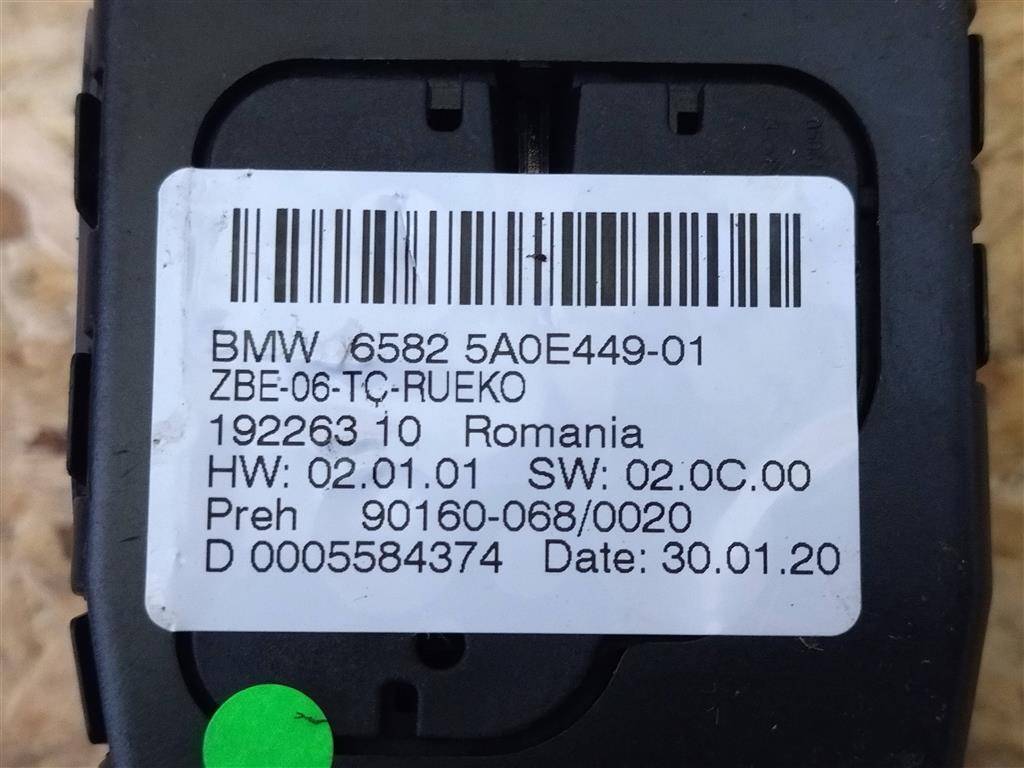 BMW 6582 5A0E449-01
ZBE-06-TC-RUEKO
192263 10 Romania
HW: 02.01.01 SW: 02.0C.00
Preh 90160-068/0020
D 0005584374 Date: 30.01.20